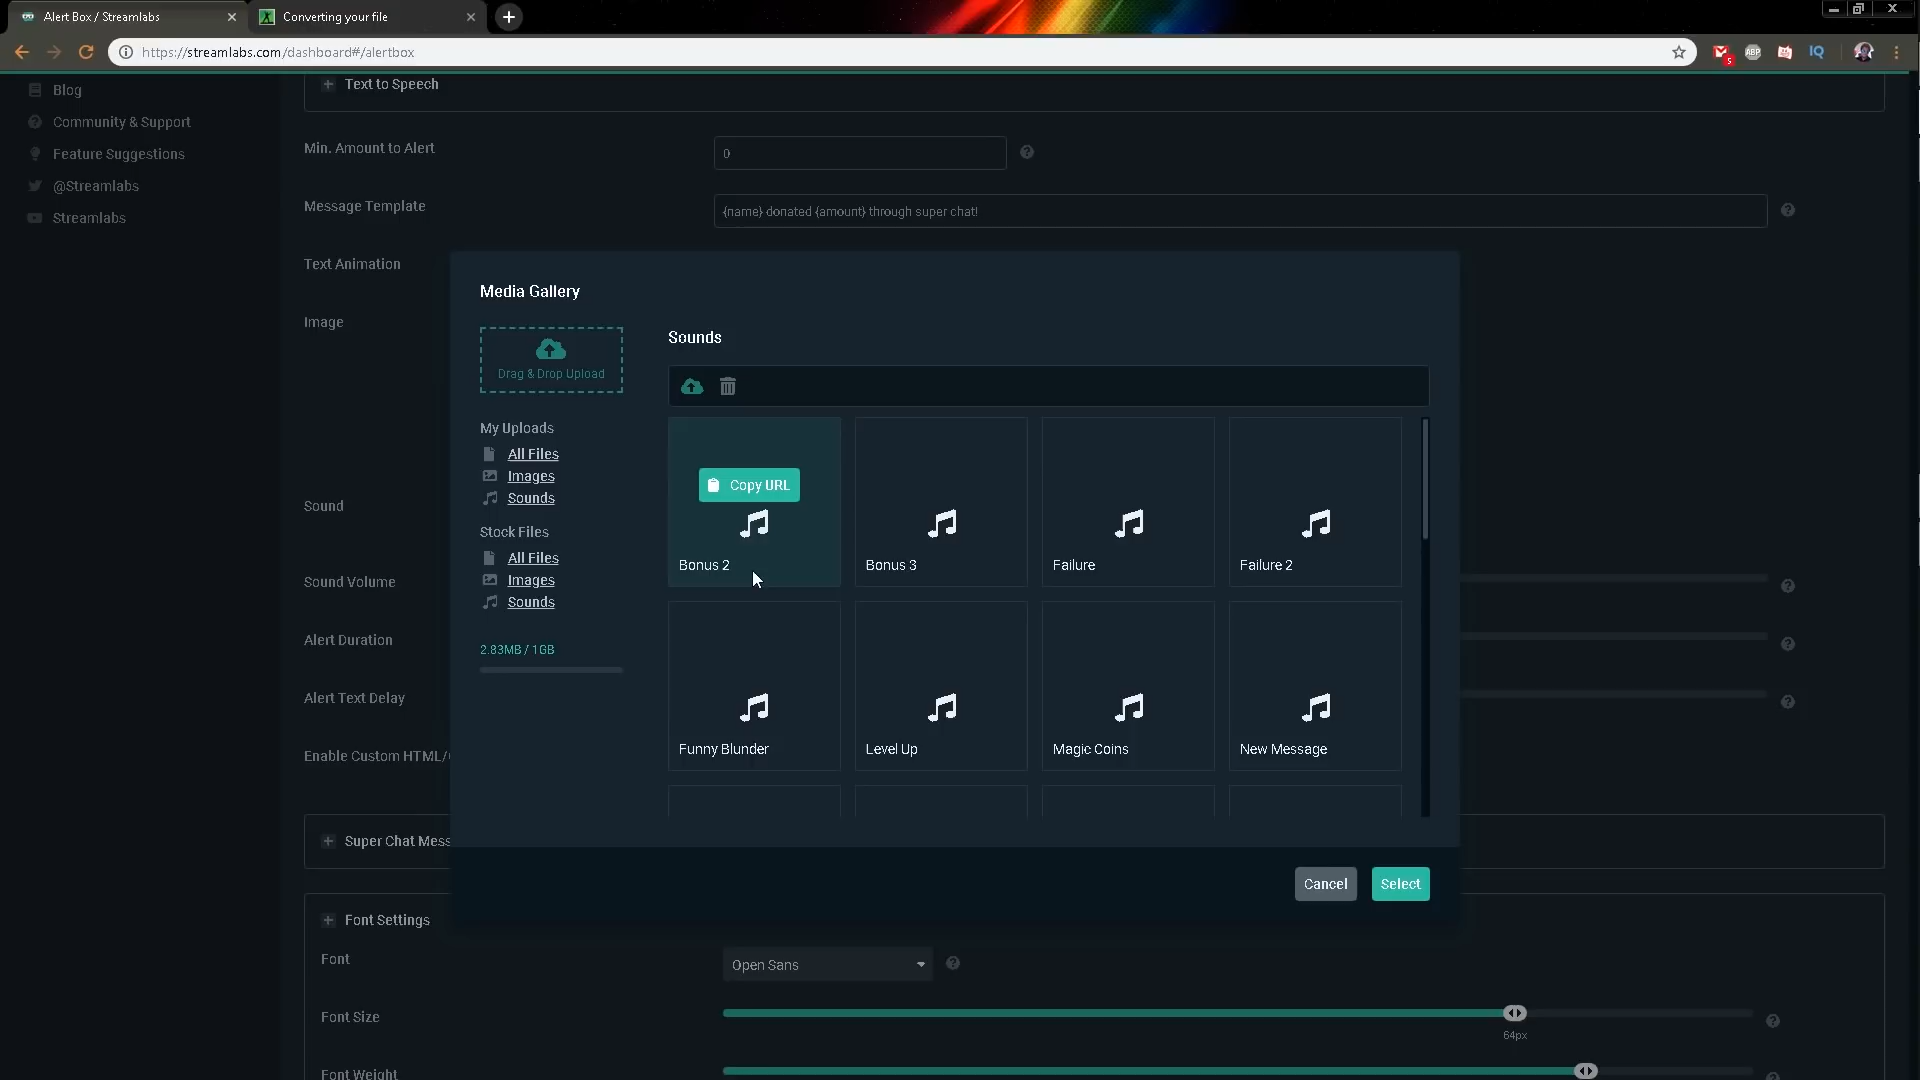 Alert Box / Streamlabs
Converting your file
https://streamlabs.com/dashboard#/alertbox
5
ABP
IQ
Blog
Community & Support
Feature Suggestions
@Streamlabs
Streamlabs
Text to Speech
Min. Amount to Alert
0
Message Template
{name} donated {amount} through super chat!
Text Animation
Image
Sound
Sound Volume
Alert Duration
Alert Text Delay
Enable Custom HTML/
Media Gallery
Drag & Drop Upload
My Uploads
All Files
Images
Sounds
Stock Files
All Files
Images
Sounds
2.83MB / 1GB
Sounds
Copy URL
Bonus 2
Bonus 3
Failure
Failure 2
Funny Blunder
Level Up
Magic Coins
New Message
Cancel
Select
Super Chat Mess
Font Settings
Font
Open Sans
Font Size
64px
Font Weight